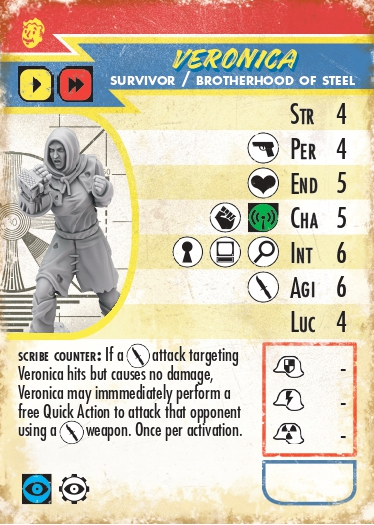 VERONICA
SURVIVOR / BROTHERHOOD OF STEEL
STR 4
PER 4
END 5
CHA 5
INT 6
AGI 6
LUC 4
SCRIBE COUNTER: If a attack targeting
Veronica hits but causes no damage,
Veronica may immmediately perform a
free Quick Action to attack that opponent
using a weapon. Once per activation.
-
-
-